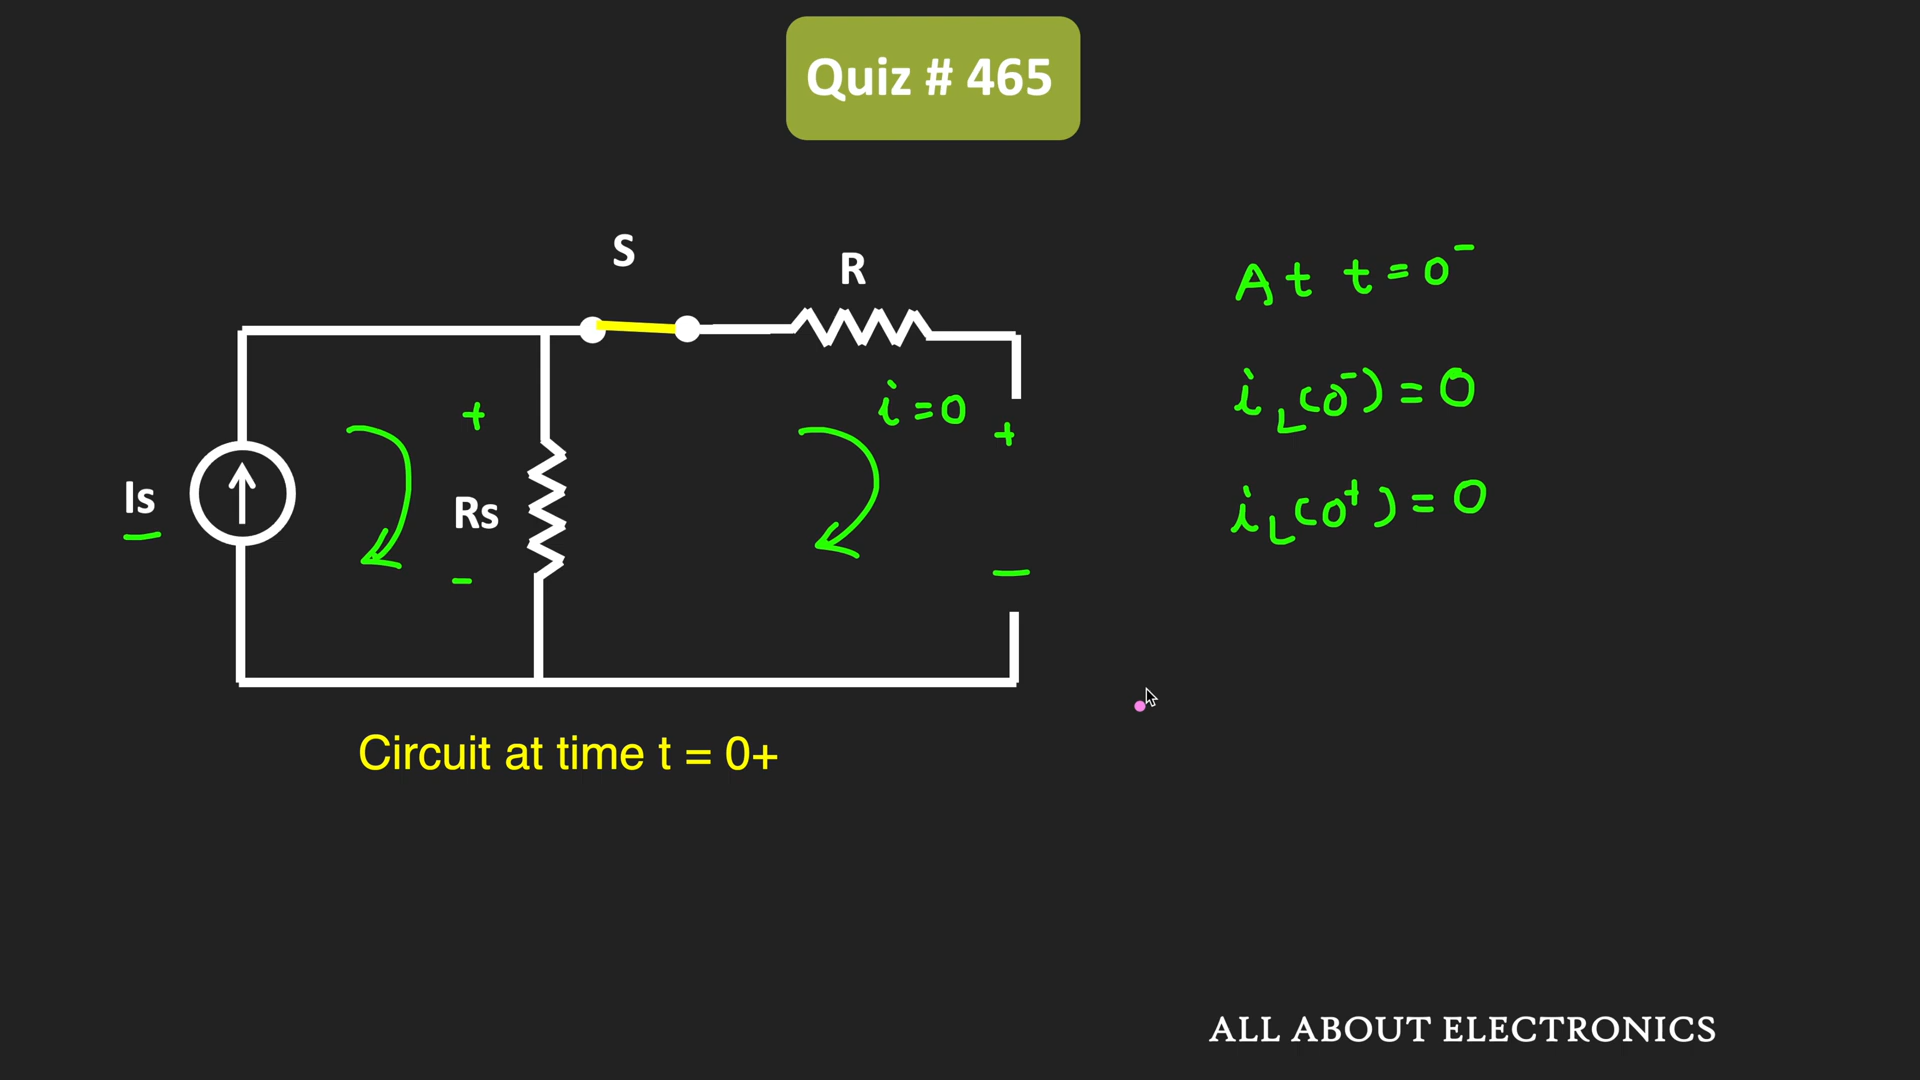 Quiz # 465
S
R
At t = 0⁻
i_L(0⁻) = 0
i = 0
+
+
Is
Rs
i_L(0⁺) = 0
-
-
Circuit at time t = 0+
ALL ABOUT ELECTRONICS